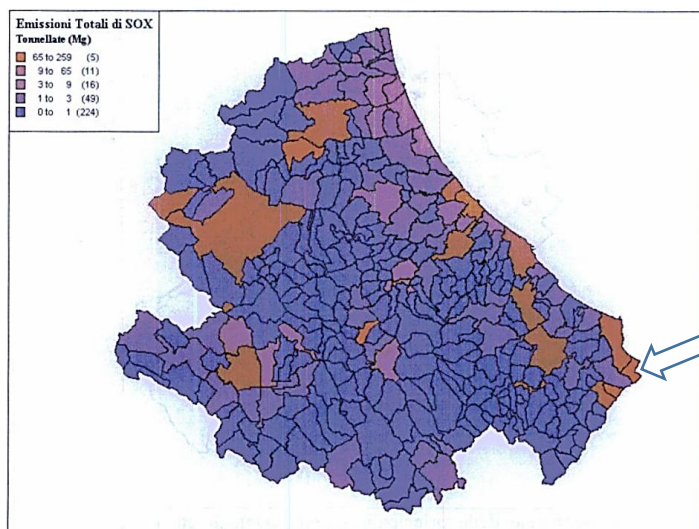 Emissioni Totali di SOX
Tonnellate (Mg)
65 to 259 (5)
9 to 65 (11)
3 to 9 (16)
1 to 3 (49)
0 to 1 (224)